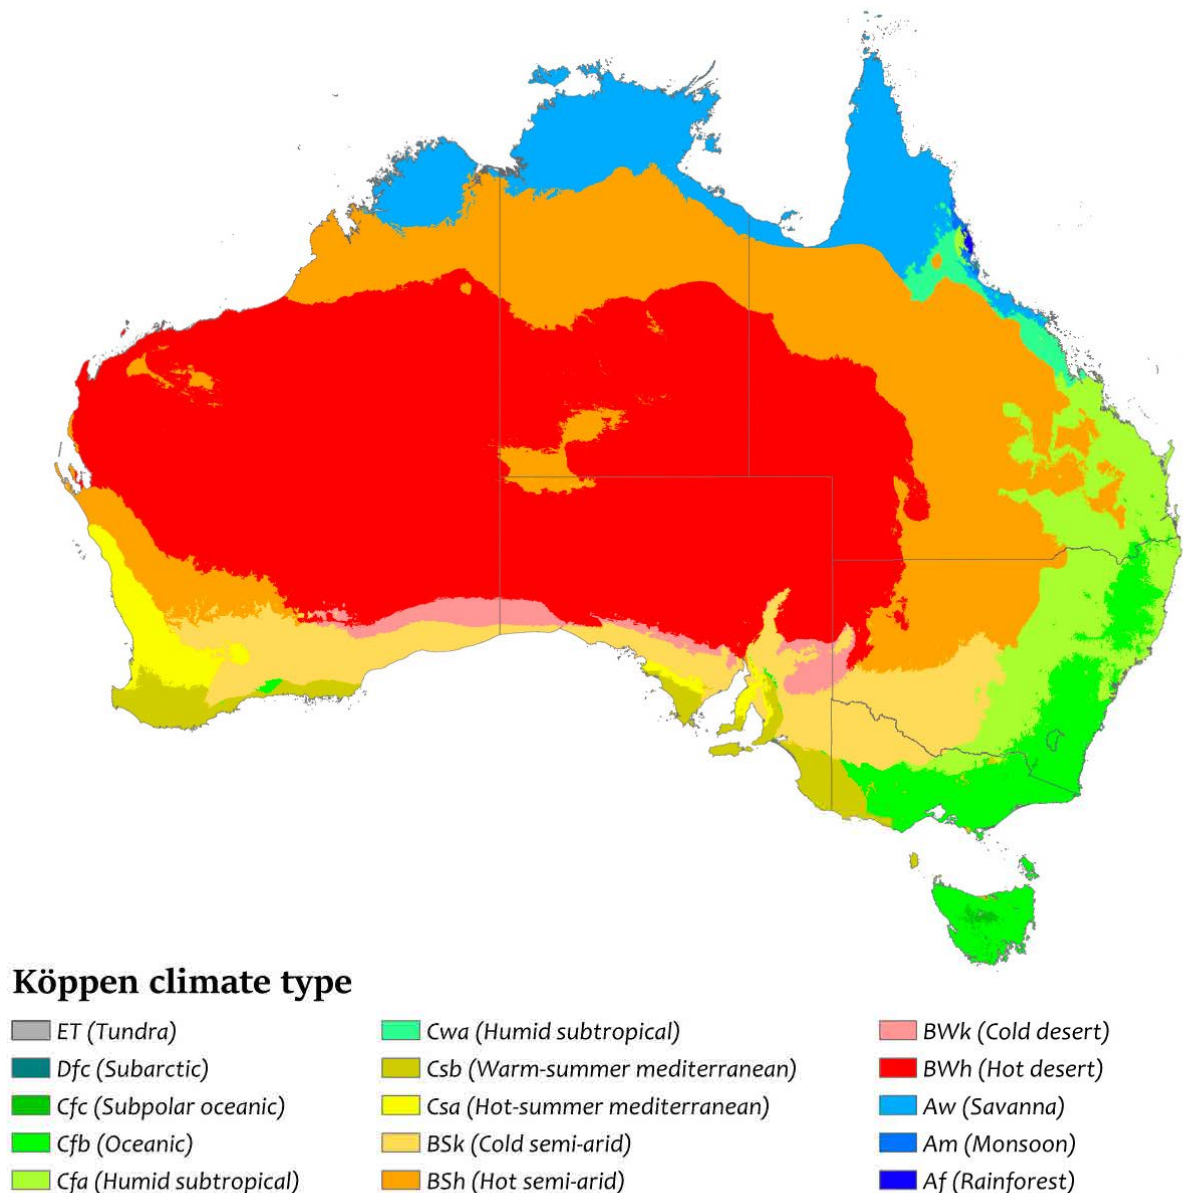 Köppen climate type
ET (Tundra)
Dfc (Subarctic)
Cfc (Subpolar oceanic)
Cfb (Oceanic)
Cfa (Humid subtropical)
Cwa (Humid subtropical)
Csb (Warm-summer mediterranean)
Csa (Hot-summer mediterranean)
BSk (Cold semi-arid)
BSh (Hot semi-arid)
BWk (Cold desert)
BWh (Hot desert)
Aw (Savanna)
Am (Monsoon)
Af (Rainforest)